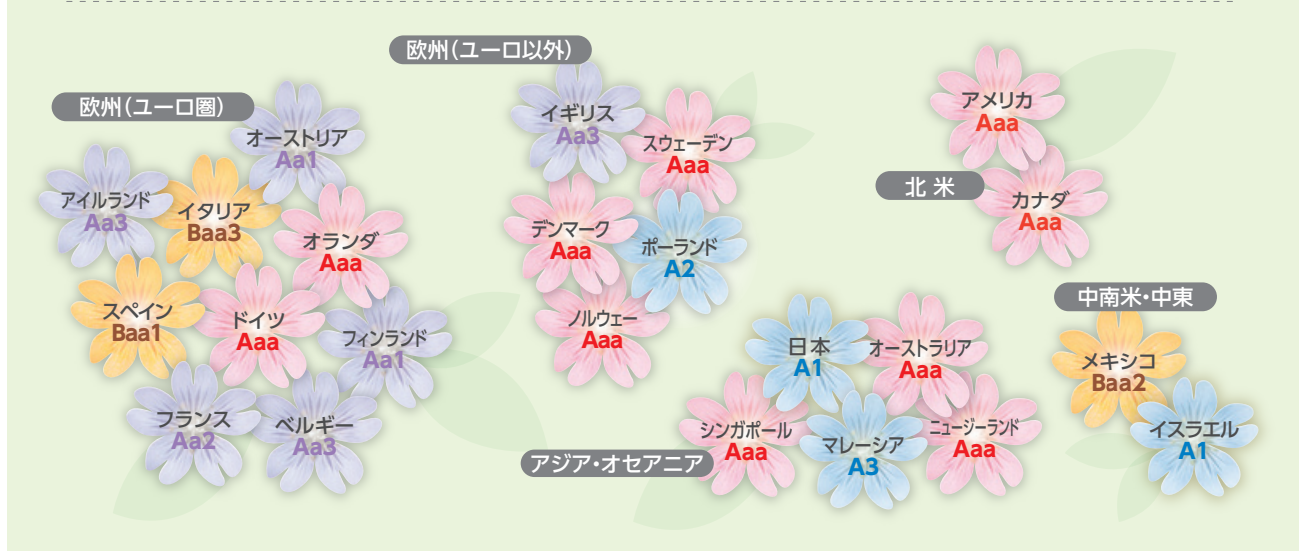 欧州(ユーロ圏)
オーストリア
Aa1
アイルランド
Aa3
イタリア
Baa3
オランダ
Aaa
スペイン
Baa1
ドイツ
Aaa
フィンランド
Aa1
フランス
Aa2
ベルギー
Aa3
欧州(ユーロ以外)
イギリス
Aa3
スウェーデン
Aaa
デンマーク
Aaa
ポーランド
A2
ノルウェー
Aaa
北 米
アメリカ
Aaa
カナダ
Aaa
アジア・オセアニア
日本
A1
オーストラリア
Aaa
シンガポール
Aaa
マレーシア
A3
ニュージーランド
Aaa
中南米・中東
メキシコ
Baa2
イスラエル
A1